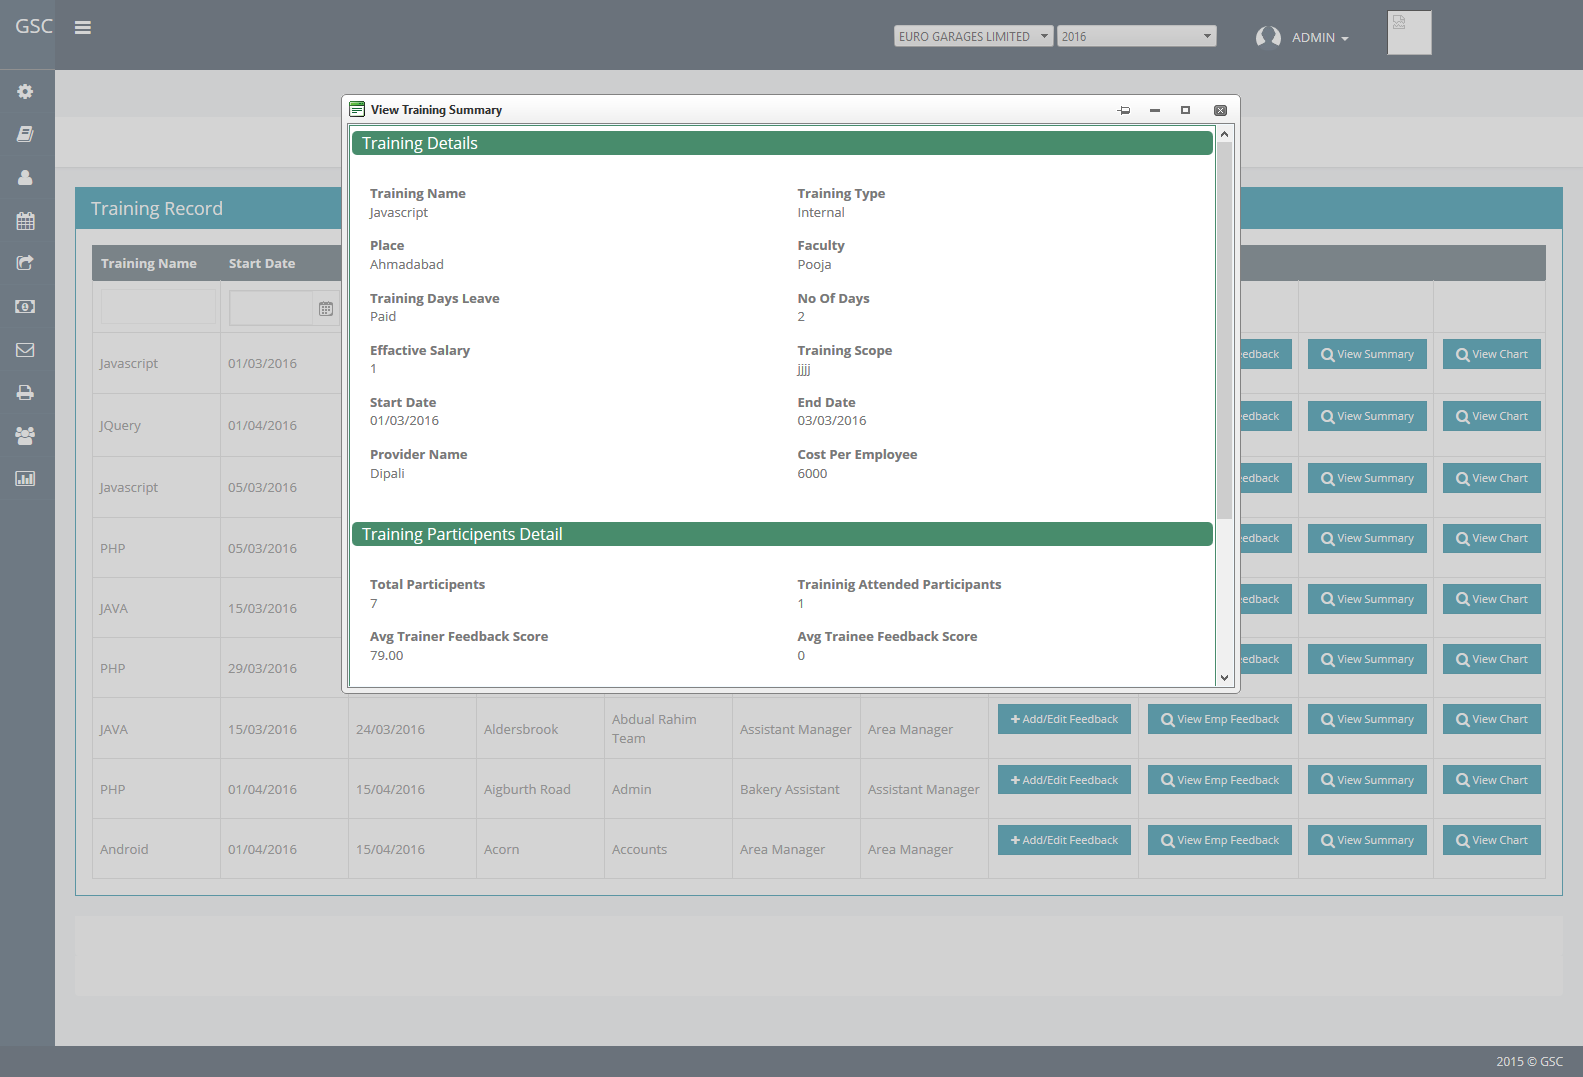 GSC
EURO GARAGES LIMITED
2016
ADMIN
View Training Summary
Training Details
Training Name
Javascript
Training Type
Internal
Place
Ahmadabad
Faculty
Pooja
Training Days Leave
Paid
No Of Days
2
Effactive Salary
1
Training Scope
jjjj
Start Date
01/03/2016
End Date
03/03/2016
Provider Name
Dipali
Cost Per Employee
6000
Training Participents Detail
Total Participents
7
Traininig Attended Participants
1
Avg Trainer Feedback Score
79.00
Avg Trainee Feedback Score
0
Training Record
Training Name Start Date
Javascript 01/03/2016 edback View Summary View Chart
JQuery 01/04/2016 edback View Summary View Chart
Javascript 05/03/2016 edback View Summary View Chart
PHP 05/03/2016 edback View Summary View Chart
JAVA 15/03/2016 edback View Summary View Chart
PHP 29/03/2016 edback View Summary View Chart
JAVA 15/03/2016 24/03/2016 Aldersbrook Abdual Rahim Team Assistant Manager Area Manager Add/Edit Feedback View Emp Feedback View Summary View Chart
PHP 01/04/2016 15/04/2016 Aigburth Road Admin Bakery Assistant Assistant Manager Add/Edit Feedback View Emp Feedback View Summary View Chart
Android 01/04/2016 15/04/2016 Acorn Accounts Area Manager Area Manager Add/Edit Feedback View Emp Feedback View Summary View Chart
2015 © GSC